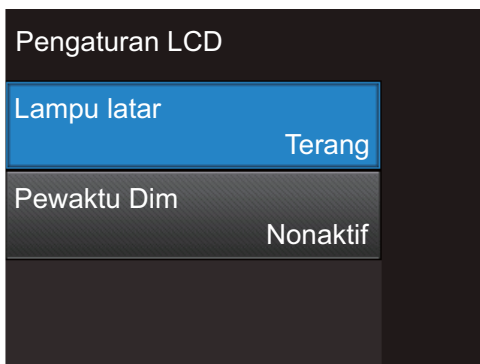 Pengaturan LCD
Lampu latar
Terang
Pewaktu Dim
Nonaktif